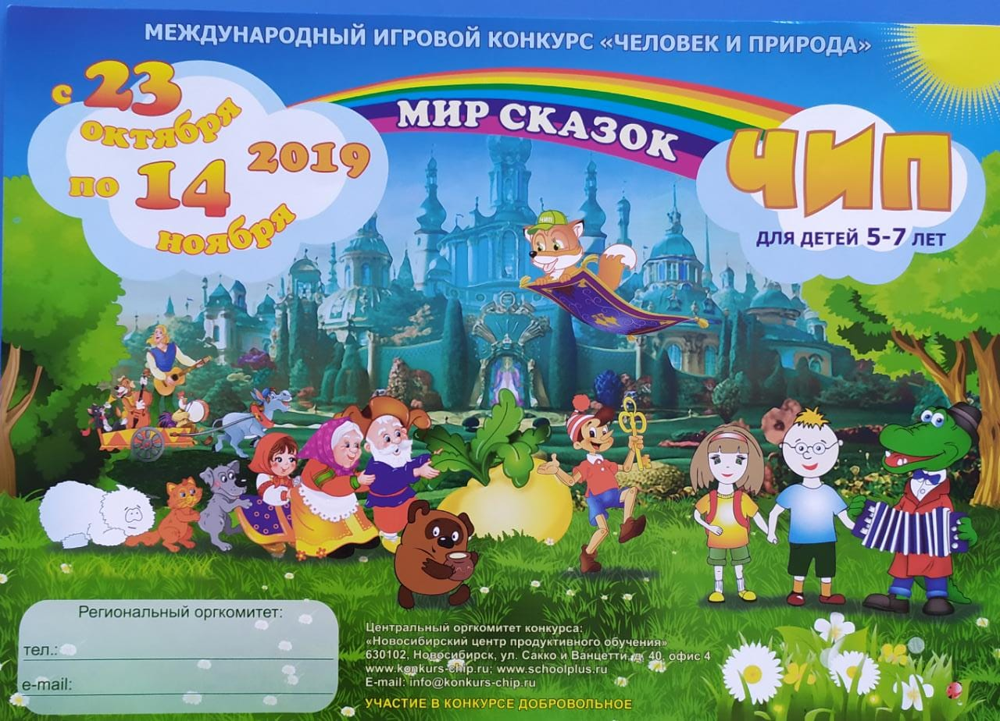 МЕЖДУНАРОДНЫЙ ИГРОВОЙ КОНКУРС «ЧЕЛОВЕК И ПРИРОДА»
с 23
октября
по 14
ноября
2019
МИР СКАЗОК
ЧИП
ДЛЯ ДЕТЕЙ 5-7 ЛЕТ
ЧИП
Региональный оргкомитет:
тел.:
e-mail:
Центральный оргкомитет конкурса:
«Новосибирский центр продуктивного обучения»
630102, Новосибирск, ул. Сакко и Ванцетти, д. 40, офис 4
www.konkurs-chip.ru; www.schoolplus.ru
E-mail: info@konkurs-chip.ru
УЧАСТИЕ В КОНКУРСЕ ДОБРОВОЛЬНОЕ